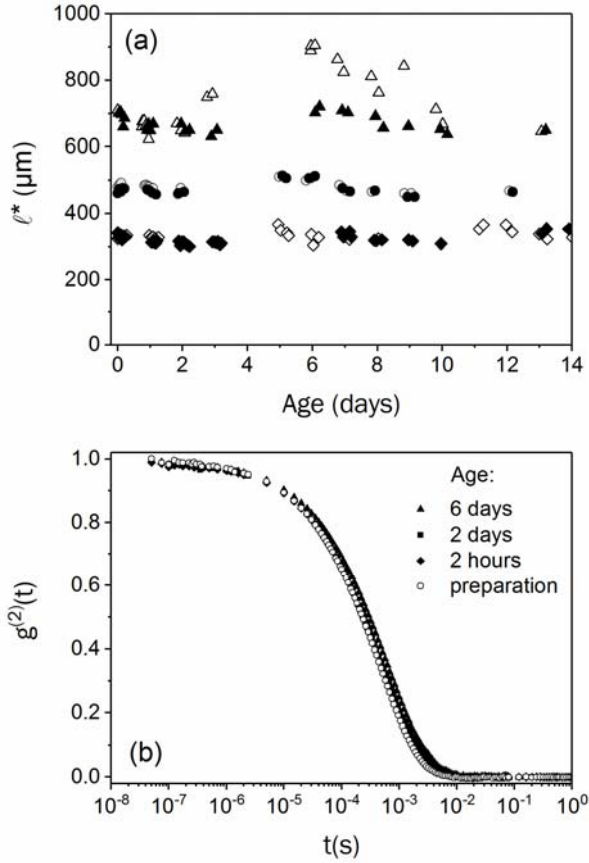 (a)
1000
800
600
400
200
0
ℓ* (µm)
0 2 4 6 8 10 12 14
Age (days)
(b)
1.0
0.8
0.6
0.4
0.2
0.0
g⁽²⁾(t)
Age:
6 days
2 days
2 hours
preparation
10⁻⁸ 10⁻⁷ 10⁻⁶ 10⁻⁵ 10⁻⁴ 10⁻³ 10⁻² 10⁻¹ 10⁰
t(s)